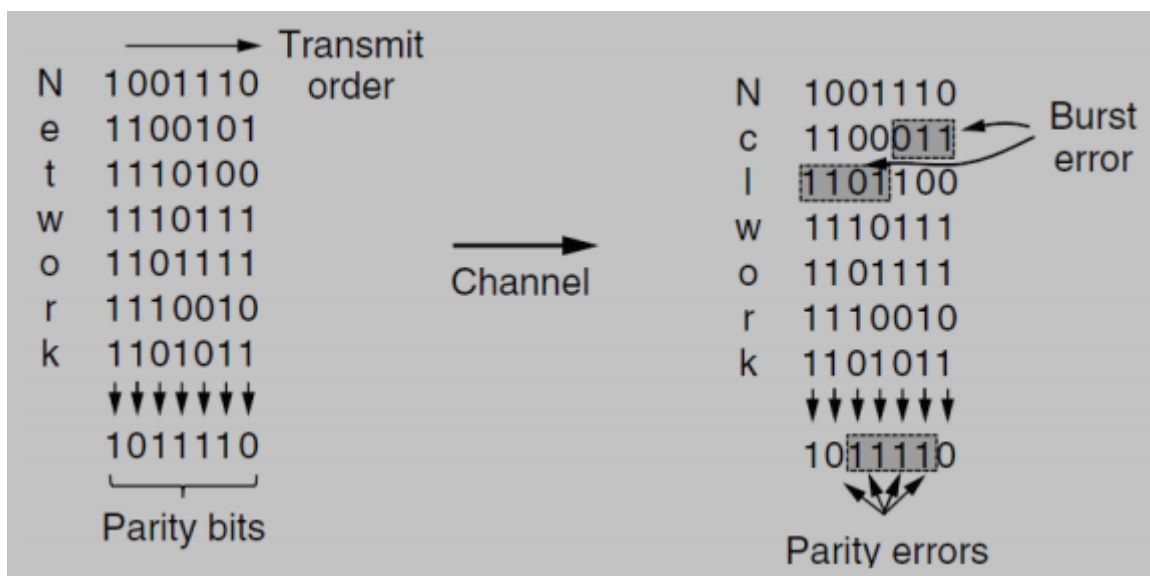 Transmit
order
N 1001110
e 1100101
t 1110100
w 1110111
o 1101111
r 1110010
k 1101011
1011110
Parity bits
Channel
N 1001110
c 1100011
l 1101100
w 1110111
o 1101111
r 1110010
k 1101011
1011110
Parity errors
Burst
error